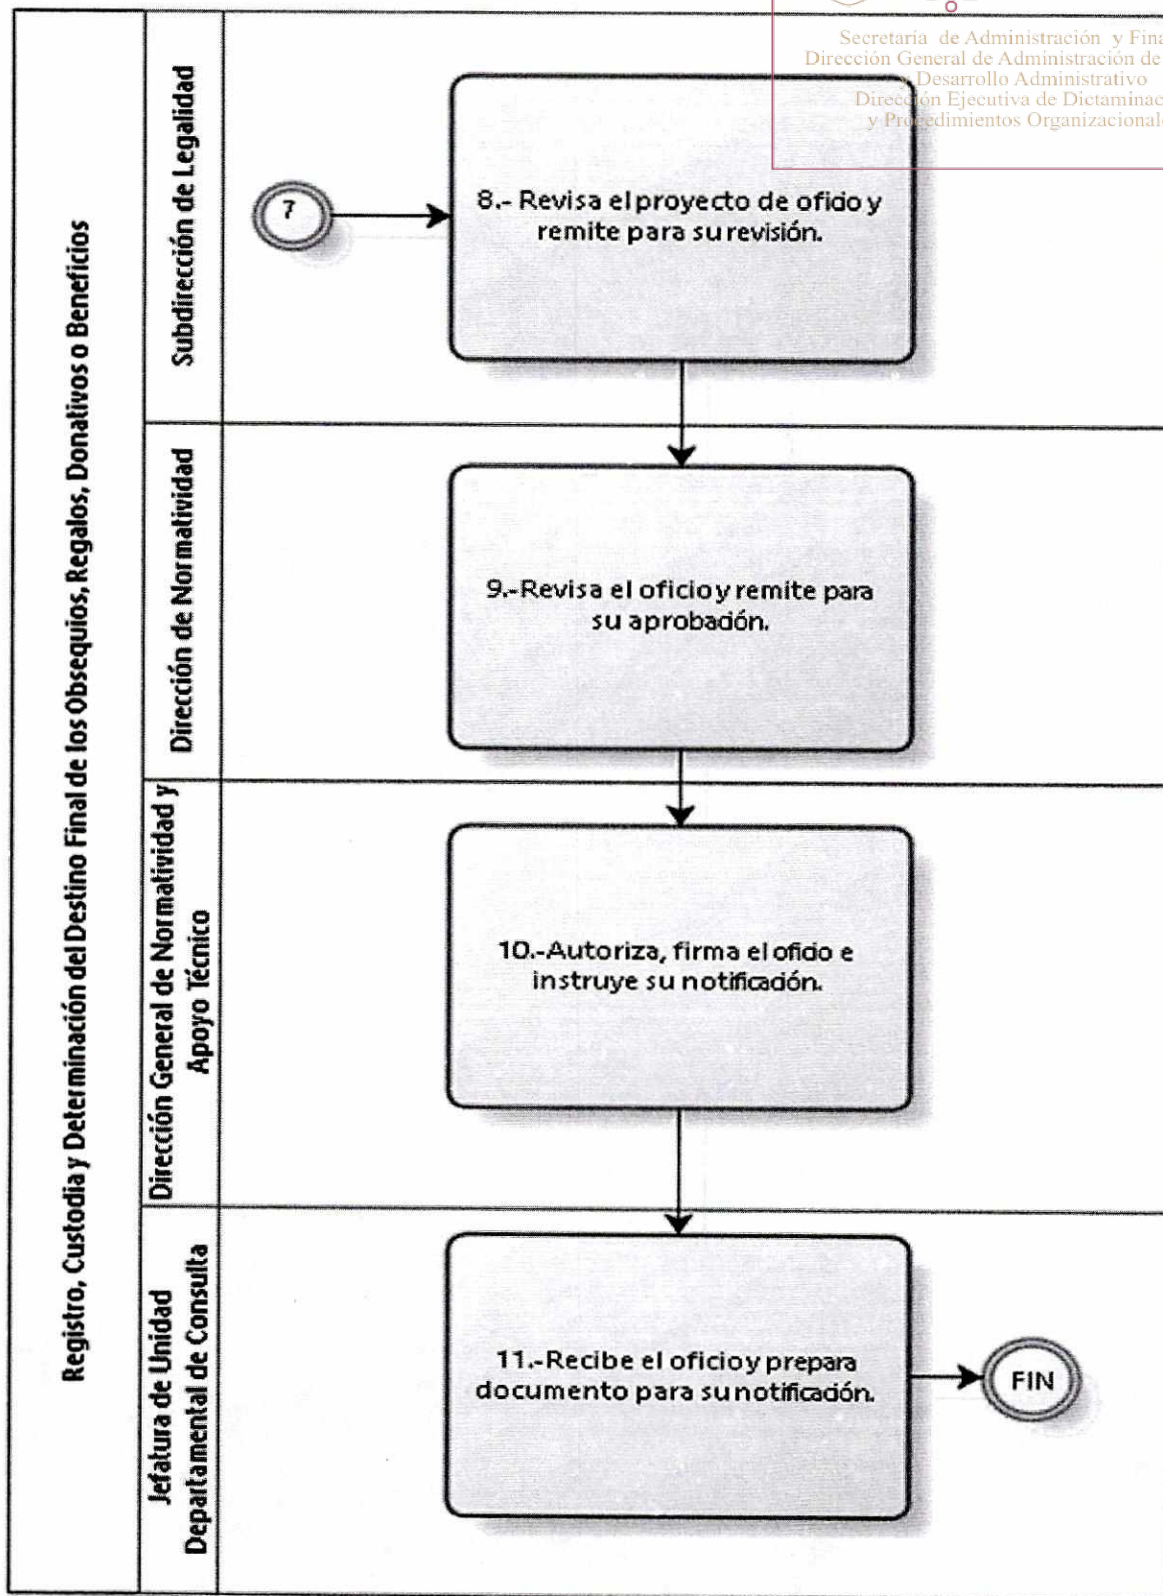 Secretaría de Administración y Fina
Dirección General de Administración de
y Desarrollo Administrativo
Dirección Ejecutiva de Dictaminac
y Procedimientos Organizacionale
Registro, Custodia y Determinación del Destino Final de los Obsequios, Regalos, Donativos o Beneficios
Subdirección de Legalidad
7
8.- Revisa el proyecto de oficio y
remite para su revisión.
Dirección de Normatividad
9.-Revisa el oficio y remite para
su aprobación.
Dirección General de Normatividad y
Apoyo Técnico
10.-Autoriza, firma el oficio e
instruye su notificación.
Jefatura de Unidad
Departamental de Consulta
11.-Recibe el oficio y prepara
documento para su notificación.
FIN